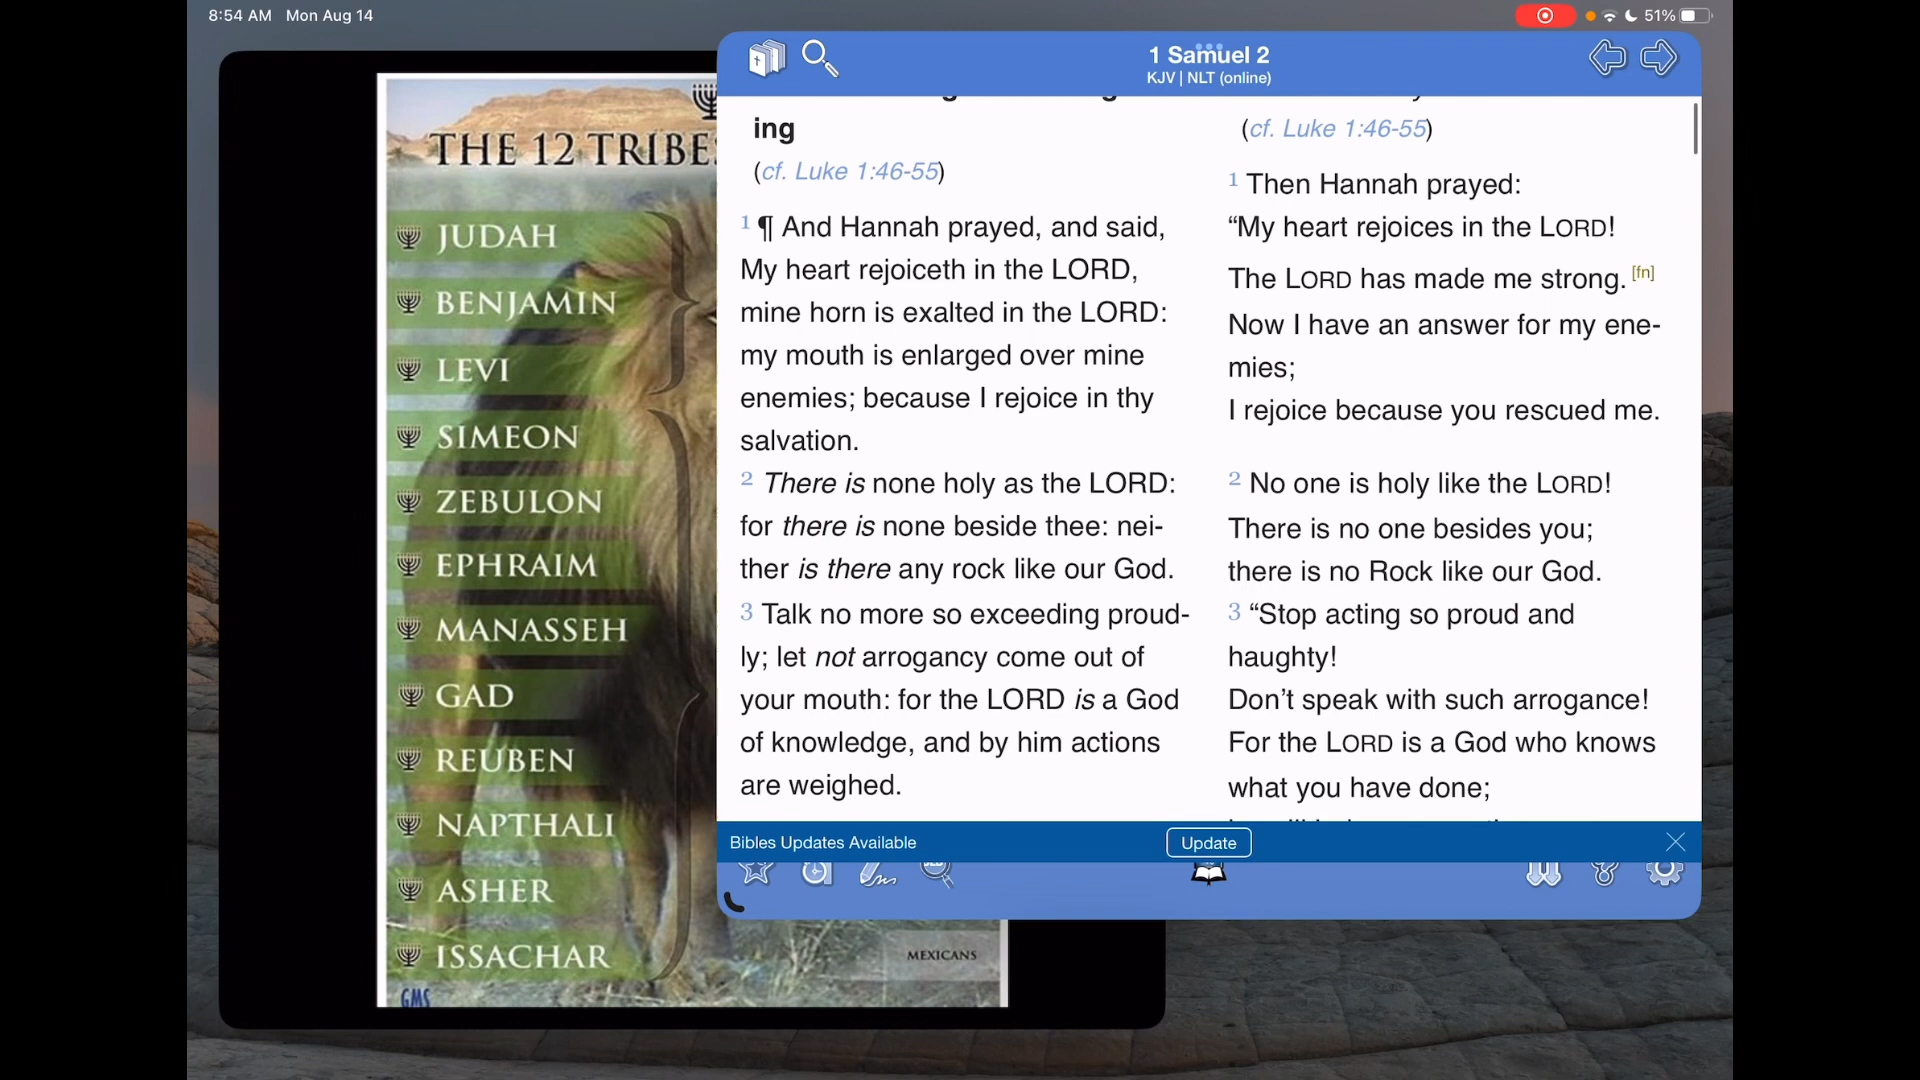 8:54 AM Mon Aug 14
51%
THE 12 TRIBES
JUDAH
BENJAMIN
LEVI
SIMEON
ZEBULON
EPHRAIM
MANASSEH
GAD
REUBEN
NAPTHALI
ASHER
ISSACHAR
MEXICANS
GMS
1 Samuel 2
KJV | NLT (online)
ing
(cf. Luke 1:46-55)
1 ¶ And Hannah prayed, and said,
My heart rejoiceth in the LORD,
mine horn is exalted in the LORD:
my mouth is enlarged over mine
enemies; because I rejoice in thy
salvation.
2 There is none holy as the LORD:
for there is none beside thee: nei-
ther is there any rock like our God.
3 Talk no more so exceeding proud-
ly; let not arrogancy come out of
your mouth: for the LORD is a God
of knowledge, and by him actions
are weighed.
(cf. Luke 1:46-55)
1 Then Hannah prayed:
“My heart rejoices in the LORD!
The LORD has made me strong. [fn]
Now I have an answer for my ene-
mies;
I rejoice because you rescued me.
2 No one is holy like the LORD!
There is no one besides you;
there is no Rock like our God.
3 “Stop acting so proud and
haughty!
Don’t speak with such arrogance!
For the LORD is a God who knows
what you have done;
Bibles Updates Available
Update